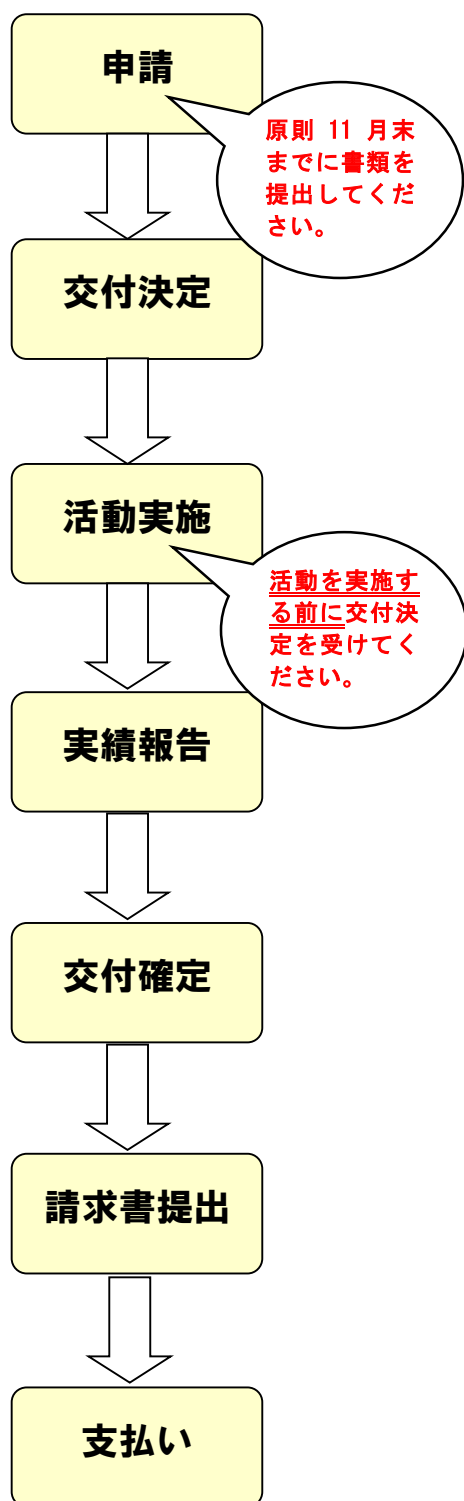 申請
原則 11 月末
までに書類を
提出してくだ
さい。
交付決定
活動実施
活動を実施す
る前に交付決
定を受けてく
ださい。
実績報告
交付確定
請求書提出
支払い